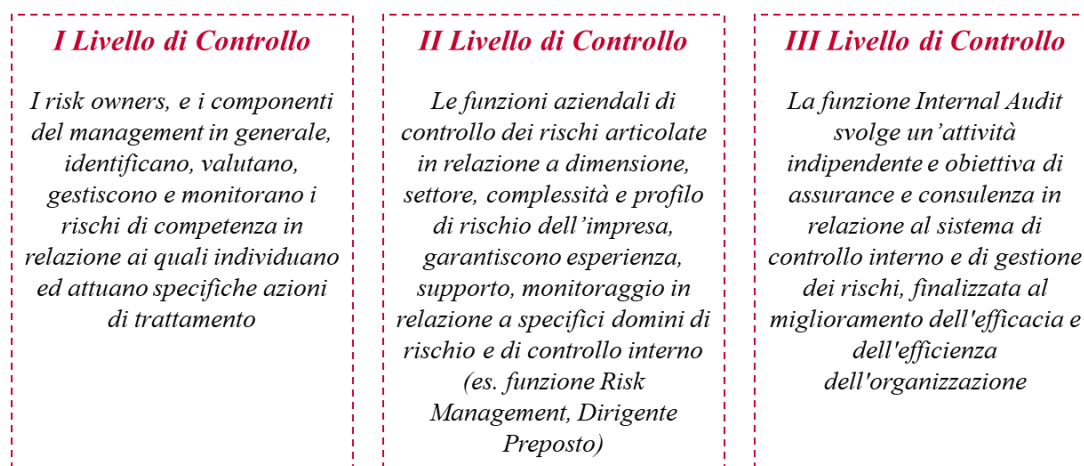 I Livello di Controllo
I risk owners, e i componenti
del management in generale,
identificano, valutano,
gestiscono e monitorano i
rischi di competenza in
relazione ai quali individuano
ed attuano specifiche azioni
di trattamento
II Livello di Controllo
Le funzioni aziendali di
controllo dei rischi articolate
in relazione a dimensione,
settore, complessità e profilo
di rischio dell’impresa,
garantiscono esperienza,
supporto, monitoraggio in
relazione a specifici domini di
rischio e di controllo interno
(es. funzione Risk
Management, Dirigente
Preposto)
III Livello di Controllo
La funzione Internal Audit
svolge un’attività
indipendente e obiettiva di
assurance e consulenza in
relazione al sistema di
controllo interno e di gestione
dei rischi, finalizzata al
miglioramento dell'efficacia e
dell'efficienza
dell'organizzazione